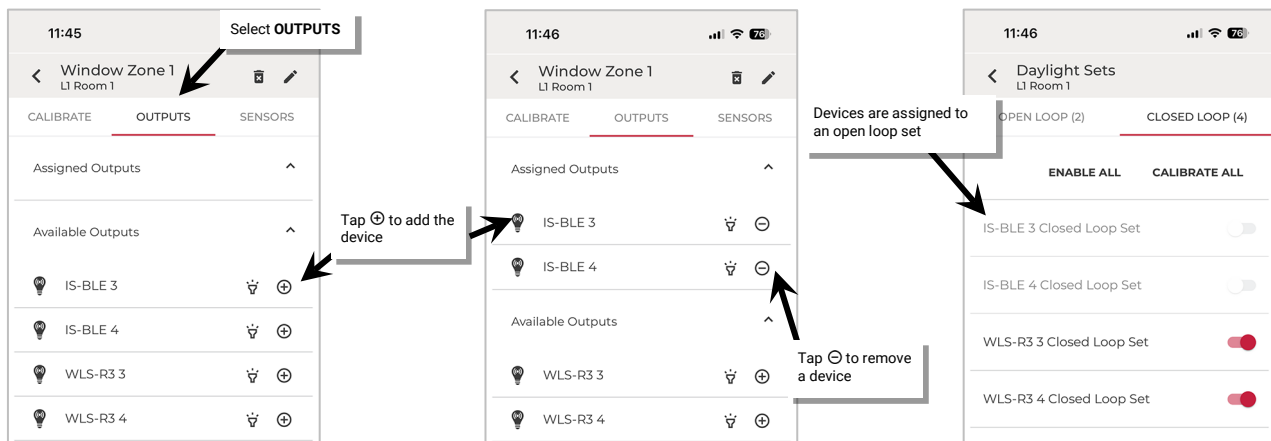 11:45
Select OUTPUTS
Window Zone 1
L1 Room 1
CALIBRATE OUTPUTS SENSORS
Assigned Outputs
Available Outputs
IS-BLE 3
IS-BLE 4
WLS-R3 3
WLS-R3 4
Tap ⊕ to add the
device
11:46
76
Window Zone 1
L1 Room 1
CALIBRATE OUTPUTS SENSORS
Assigned Outputs
IS-BLE 3
IS-BLE 4
Available Outputs
WLS-R3 3
WLS-R3 4
Tap ⊖ to remove
a device
Devices are assigned to
an open loop set
11:46
76
Daylight Sets
L1 Room 1
OPEN LOOP (2) CLOSED LOOP (4)
ENABLE ALL CALIBRATE ALL
IS-BLE 3 Closed Loop Set
IS-BLE 4 Closed Loop Set
WLS-R3 3 Closed Loop Set
WLS-R3 4 Closed Loop Set